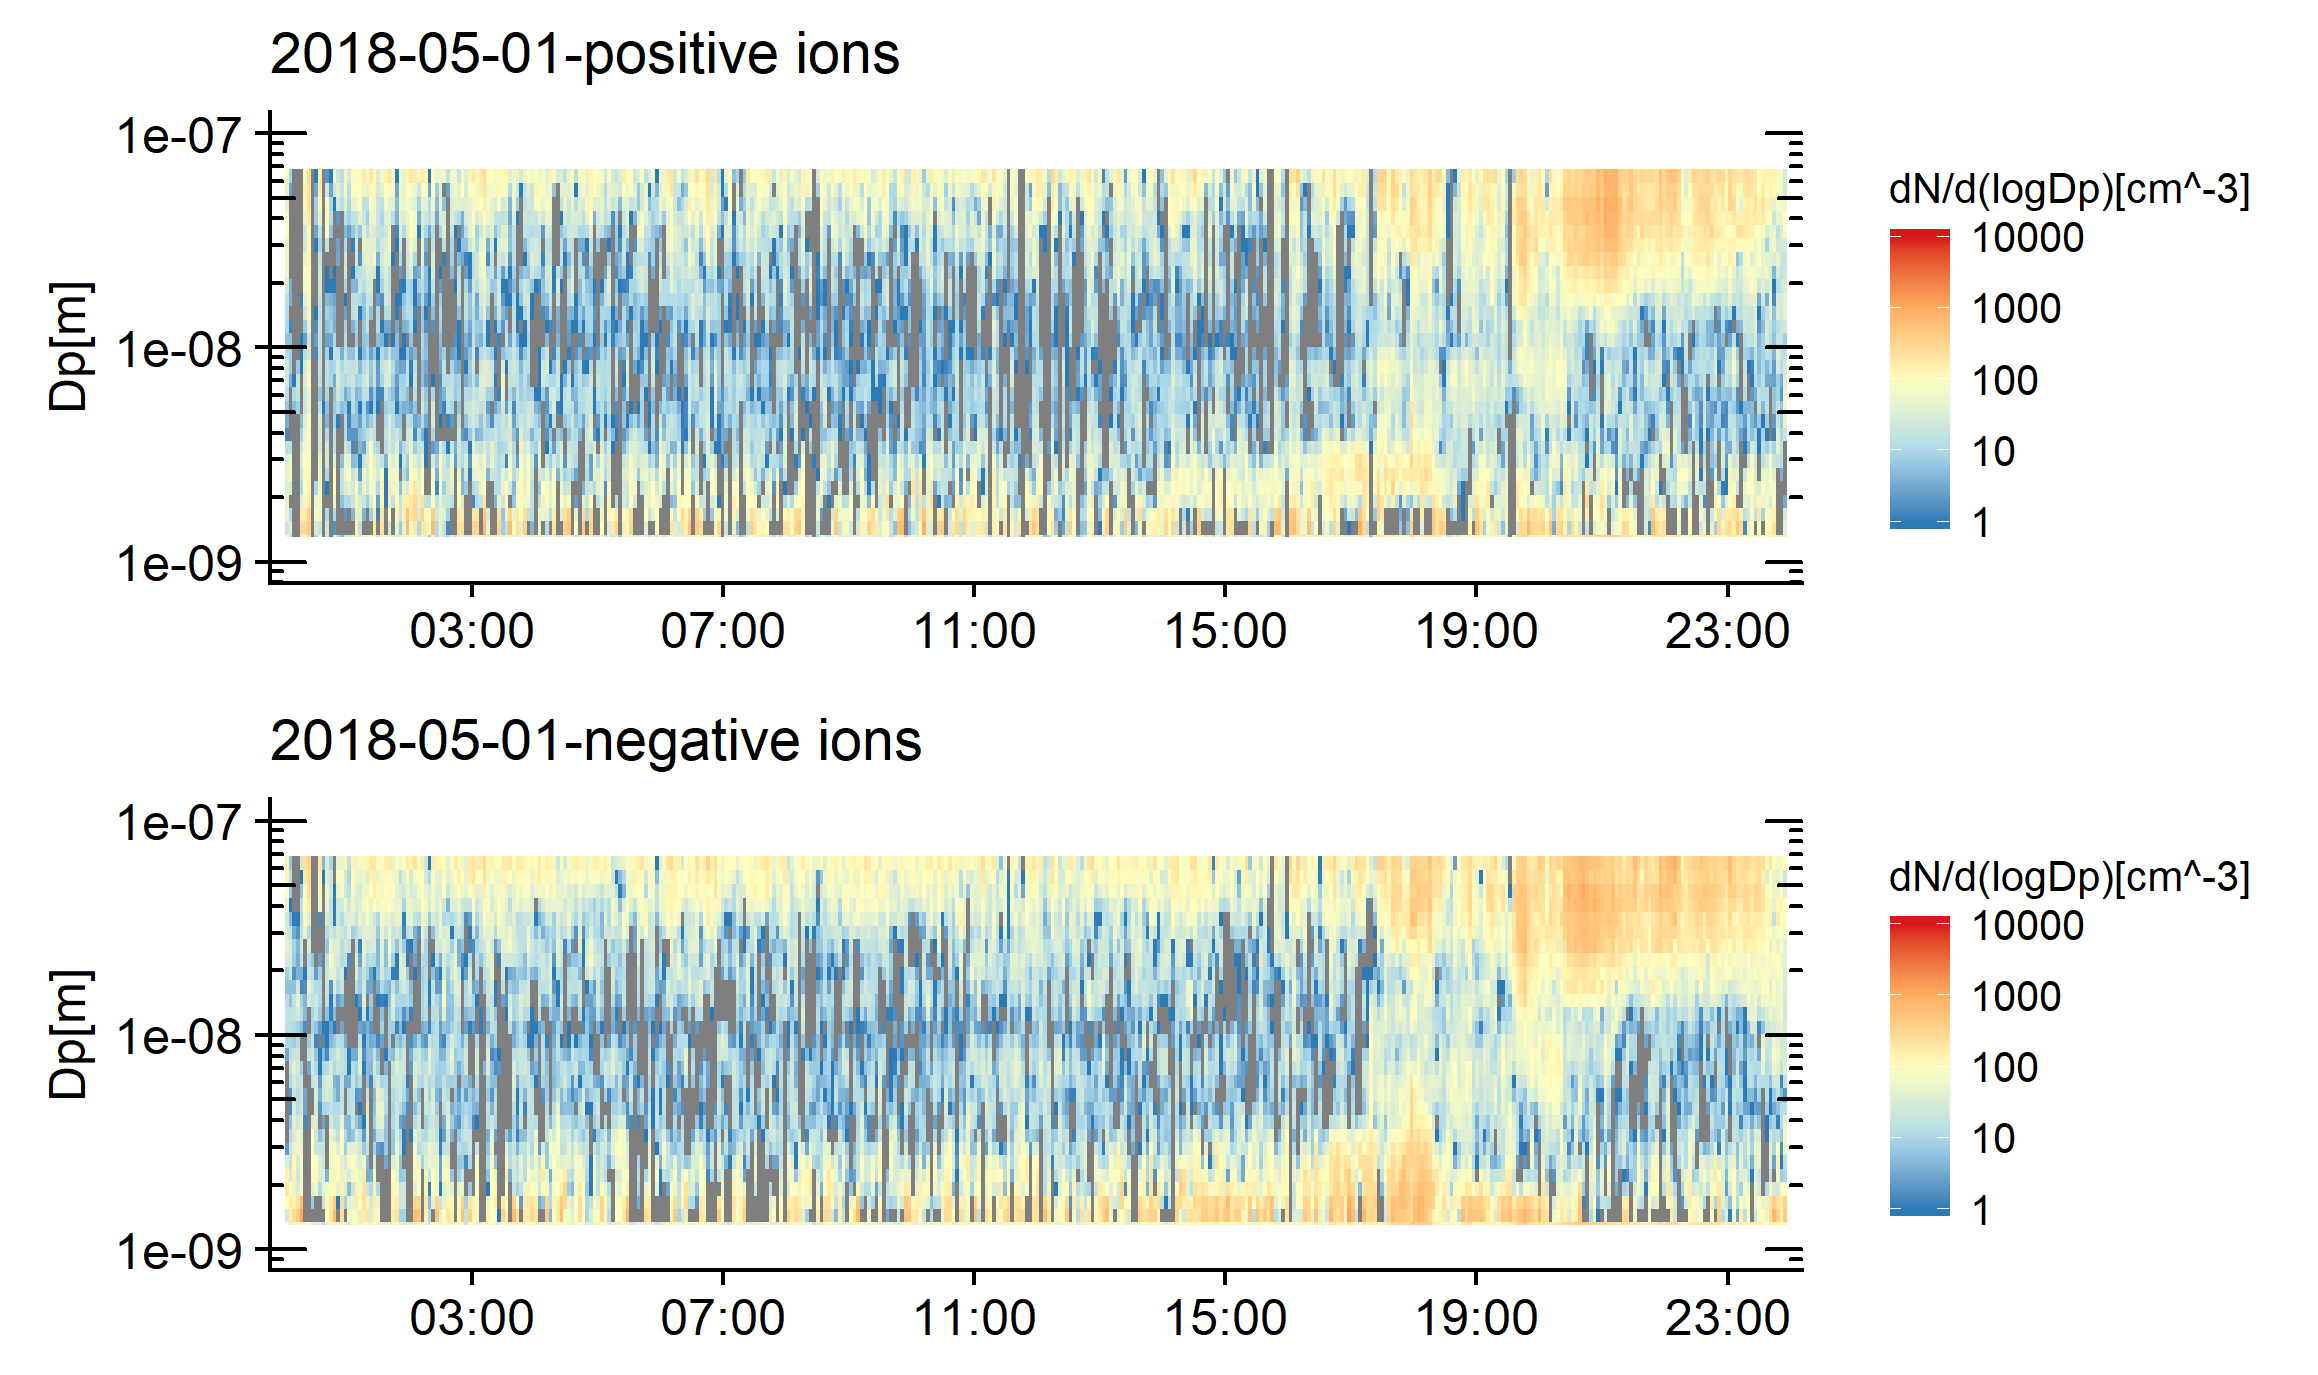 2018-05-01-positive ions
1e-07
1e-08
1e-09
Dp[m]
03:00 07:00 11:00 15:00 19:00 23:00
dN/d(logDp)[cm^-3]
10000
1000
100
10
1
2018-05-01-negative ions
1e-07
1e-08
1e-09
Dp[m]
03:00 07:00 11:00 15:00 19:00 23:00
dN/d(logDp)[cm^-3]
10000
1000
100
10
1